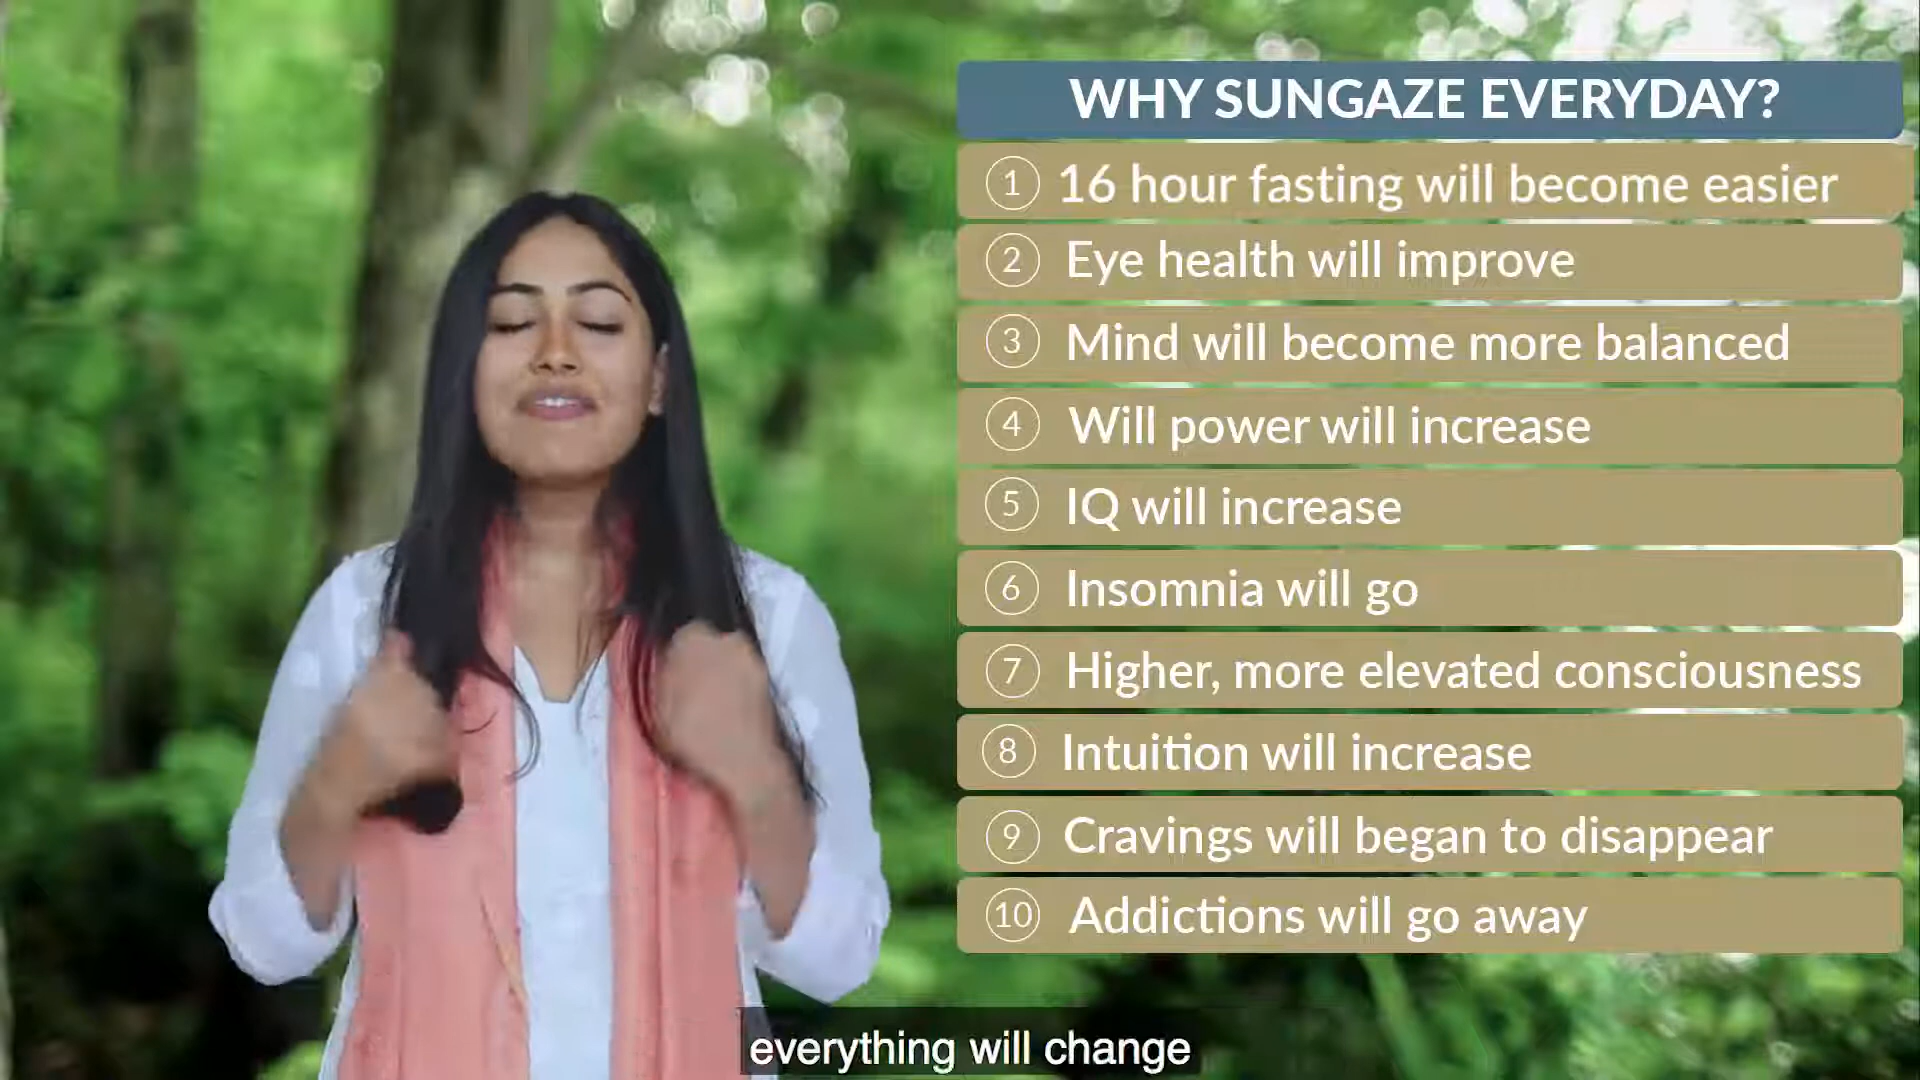 WHY SUNGAZE EVERYDAY?
1 16 hour fasting will become easier
2 Eye health will improve
3 Mind will become more balanced
4 Will power will increase
5 IQ will increase
6 Insomnia will go
7 Higher, more elevated consciousness
8 Intuition will increase
9 Cravings will began to disappear
10 Addictions will go away
everything will change